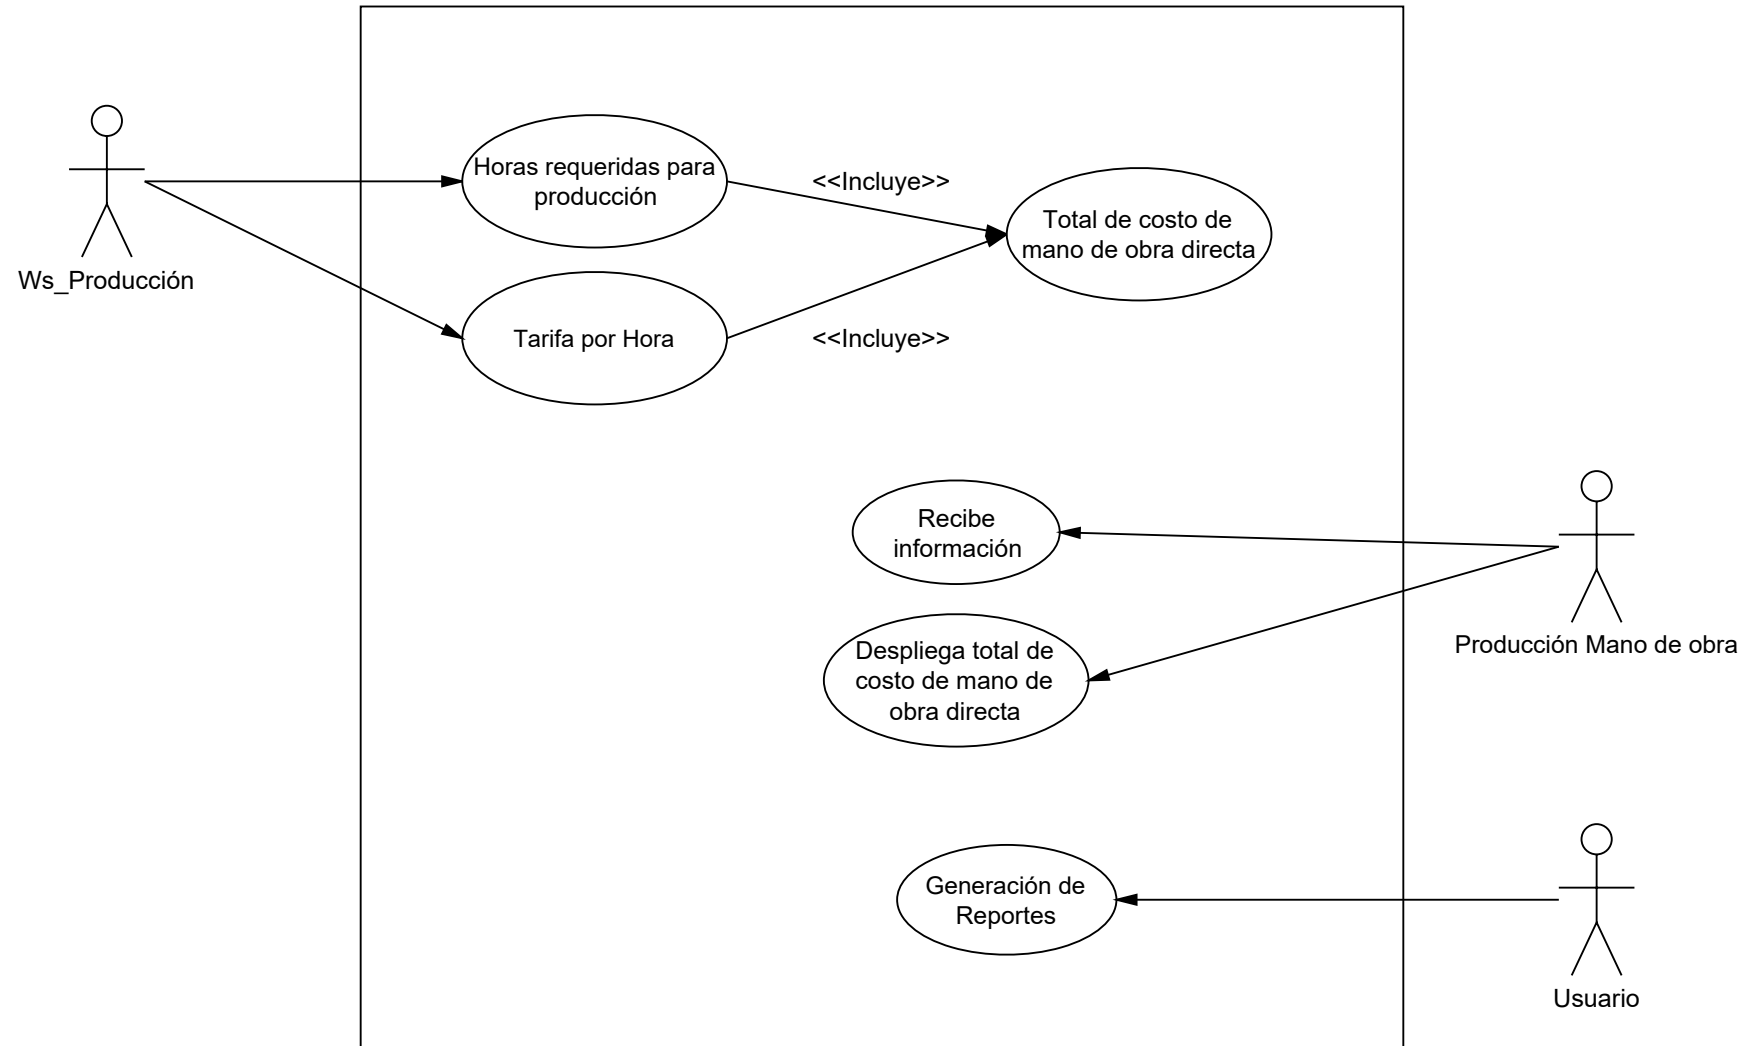 Horas requeridas para
producción
<<Incluye>>
Total de costo de
mano de obra directa
Ws_Producción
Tarifa por Hora
<<Incluye>>
Recibe
información
Producción Mano de obra
Despliega total de
costo de mano de
obra directa
Generación de
Reportes
Usuario